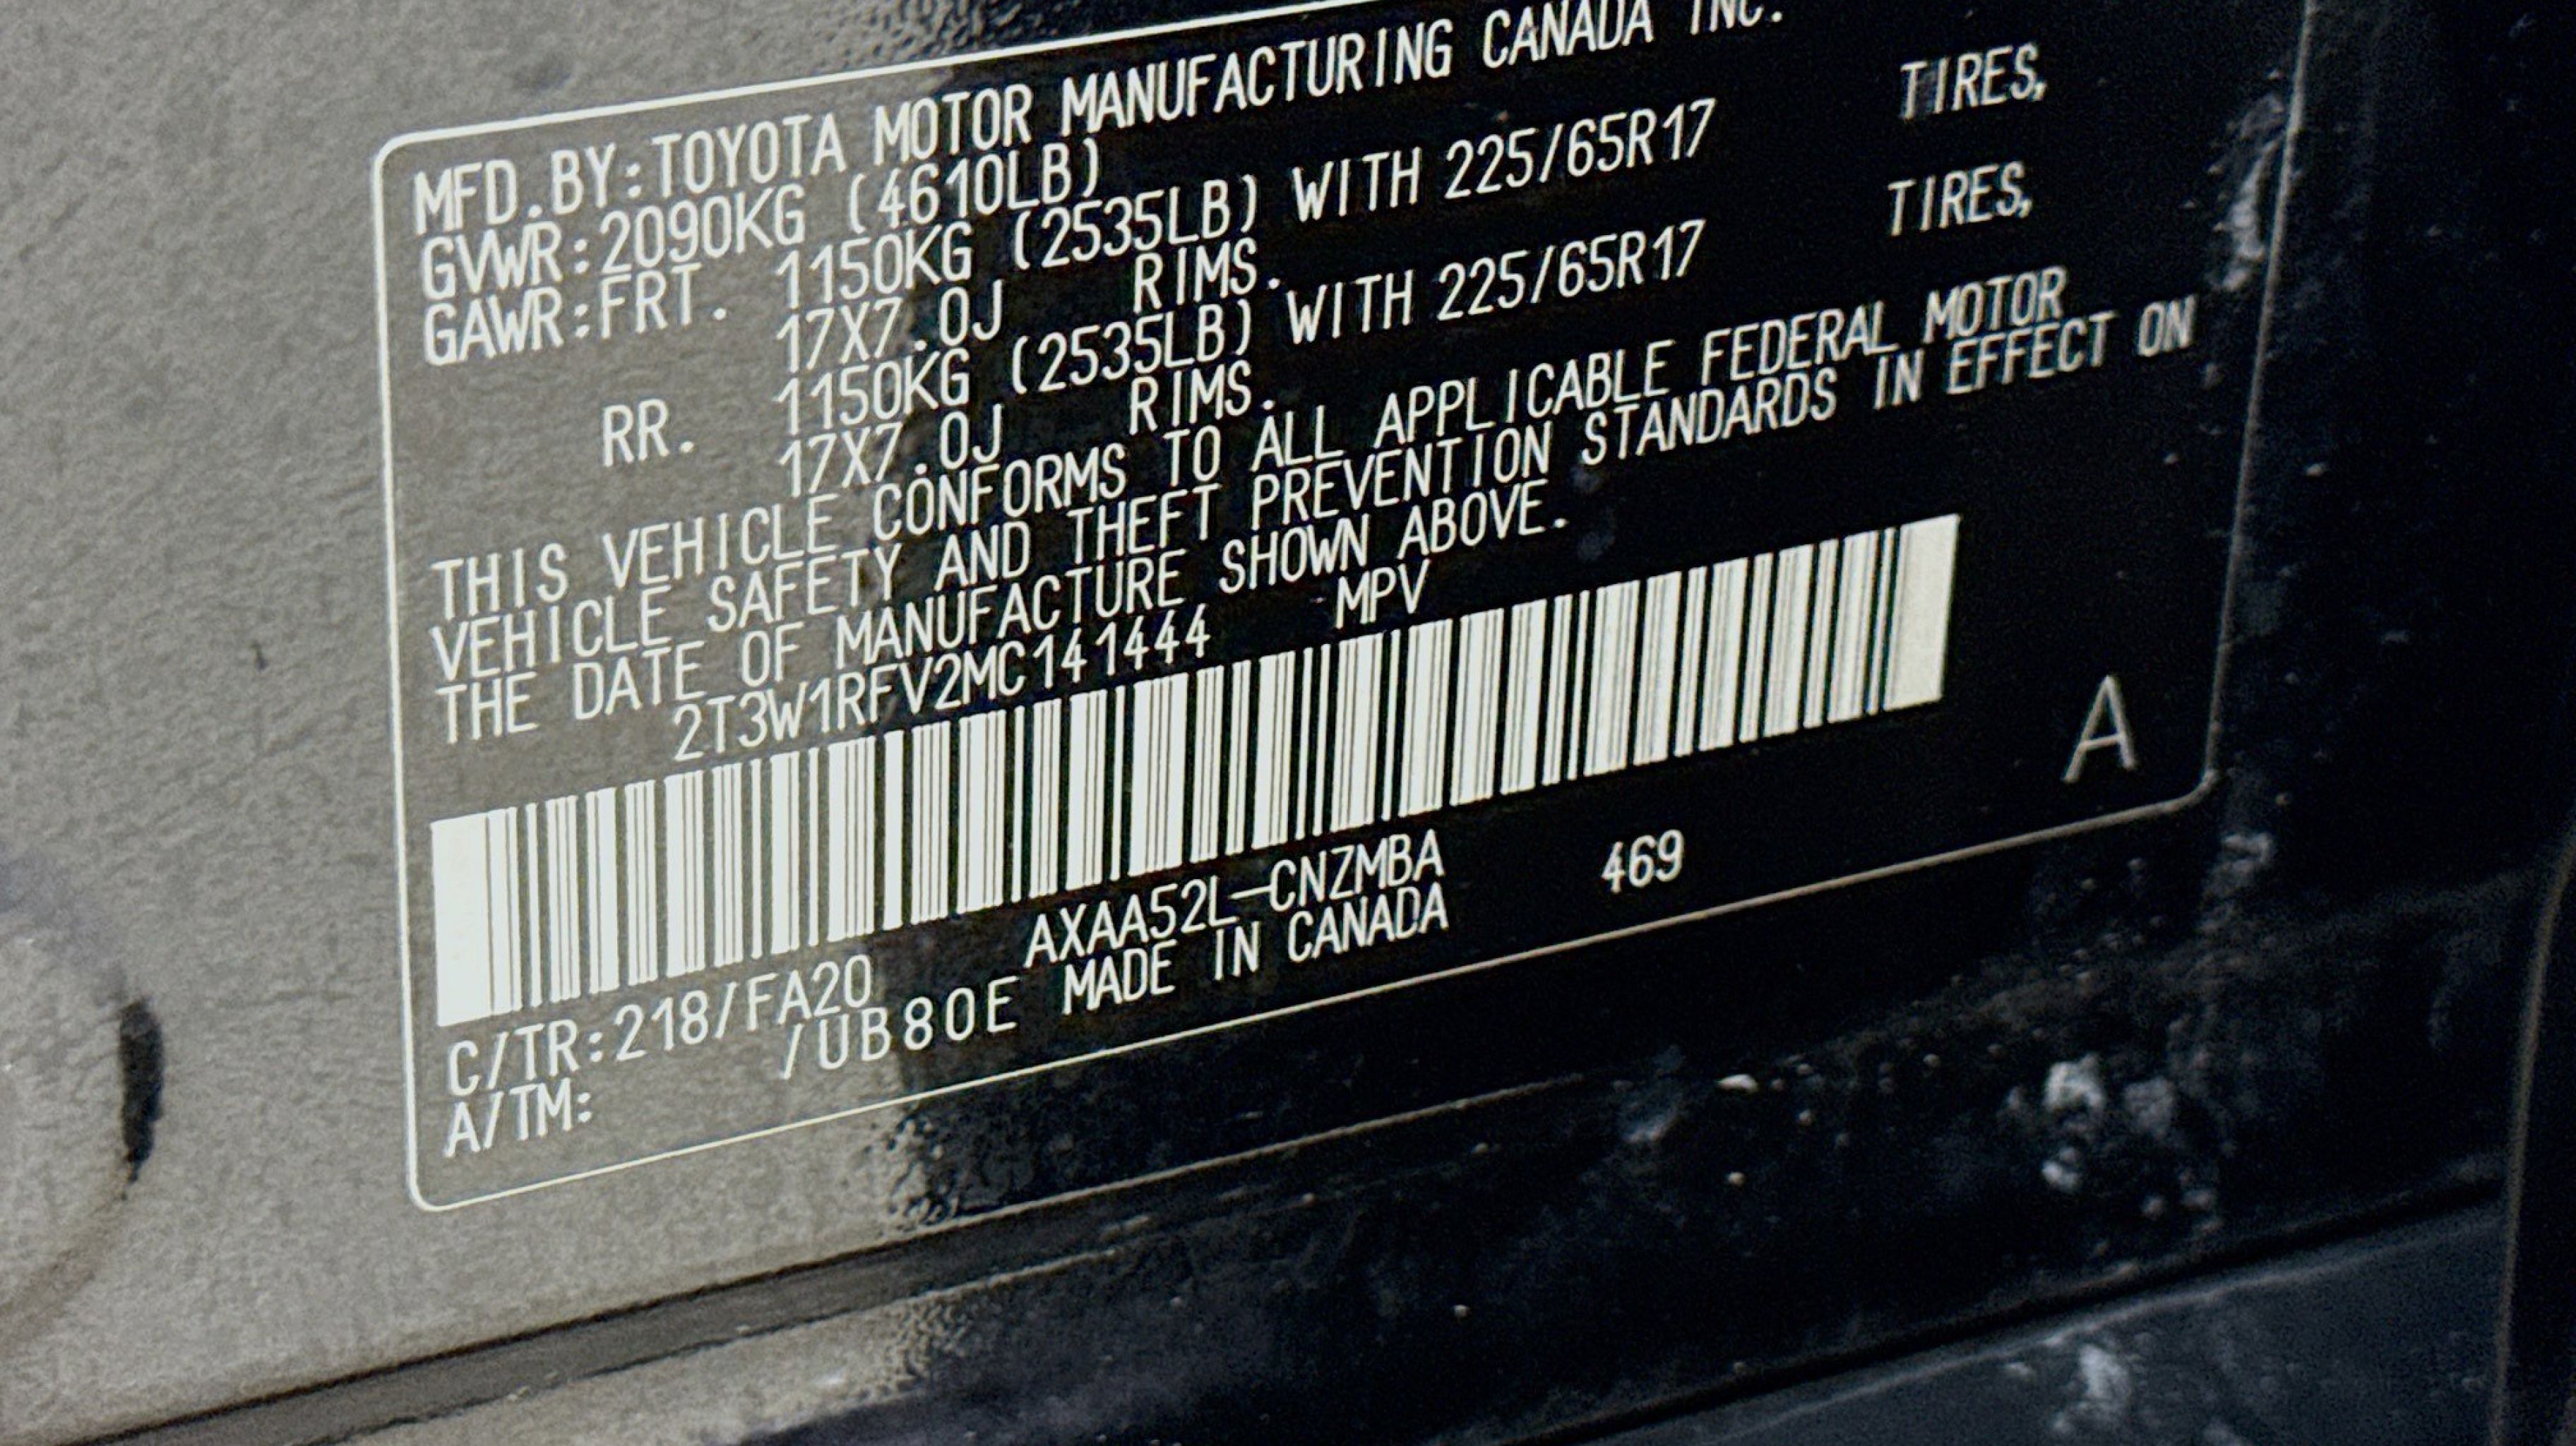 MFD.BY:TOYOTA MOTOR MANUFACTURING CANADA INC.
GVWR:2090KG (4610LB)
GAWR:FRT. 1150KG (2535LB) WITH 225/65R17 TIRES,
17X7.0J RIMS.
RR. 1150KG (2535LB) WITH 225/65R17 TIRES,
17X7.0J RIMS.
THIS VEHICLE CONFORMS TO ALL APPLICABLE FEDERAL MOTOR
VEHICLE SAFETY AND THEFT PREVENTION STANDARDS IN EFFECT ON
THE DATE OF MANUFACTURE SHOWN ABOVE.
2T3W1RFV2MC141444 MPV
A
C/TR:218/FA20 AXAA52L-CNZMBA 469
A/TM: /UB80E MADE IN CANADA